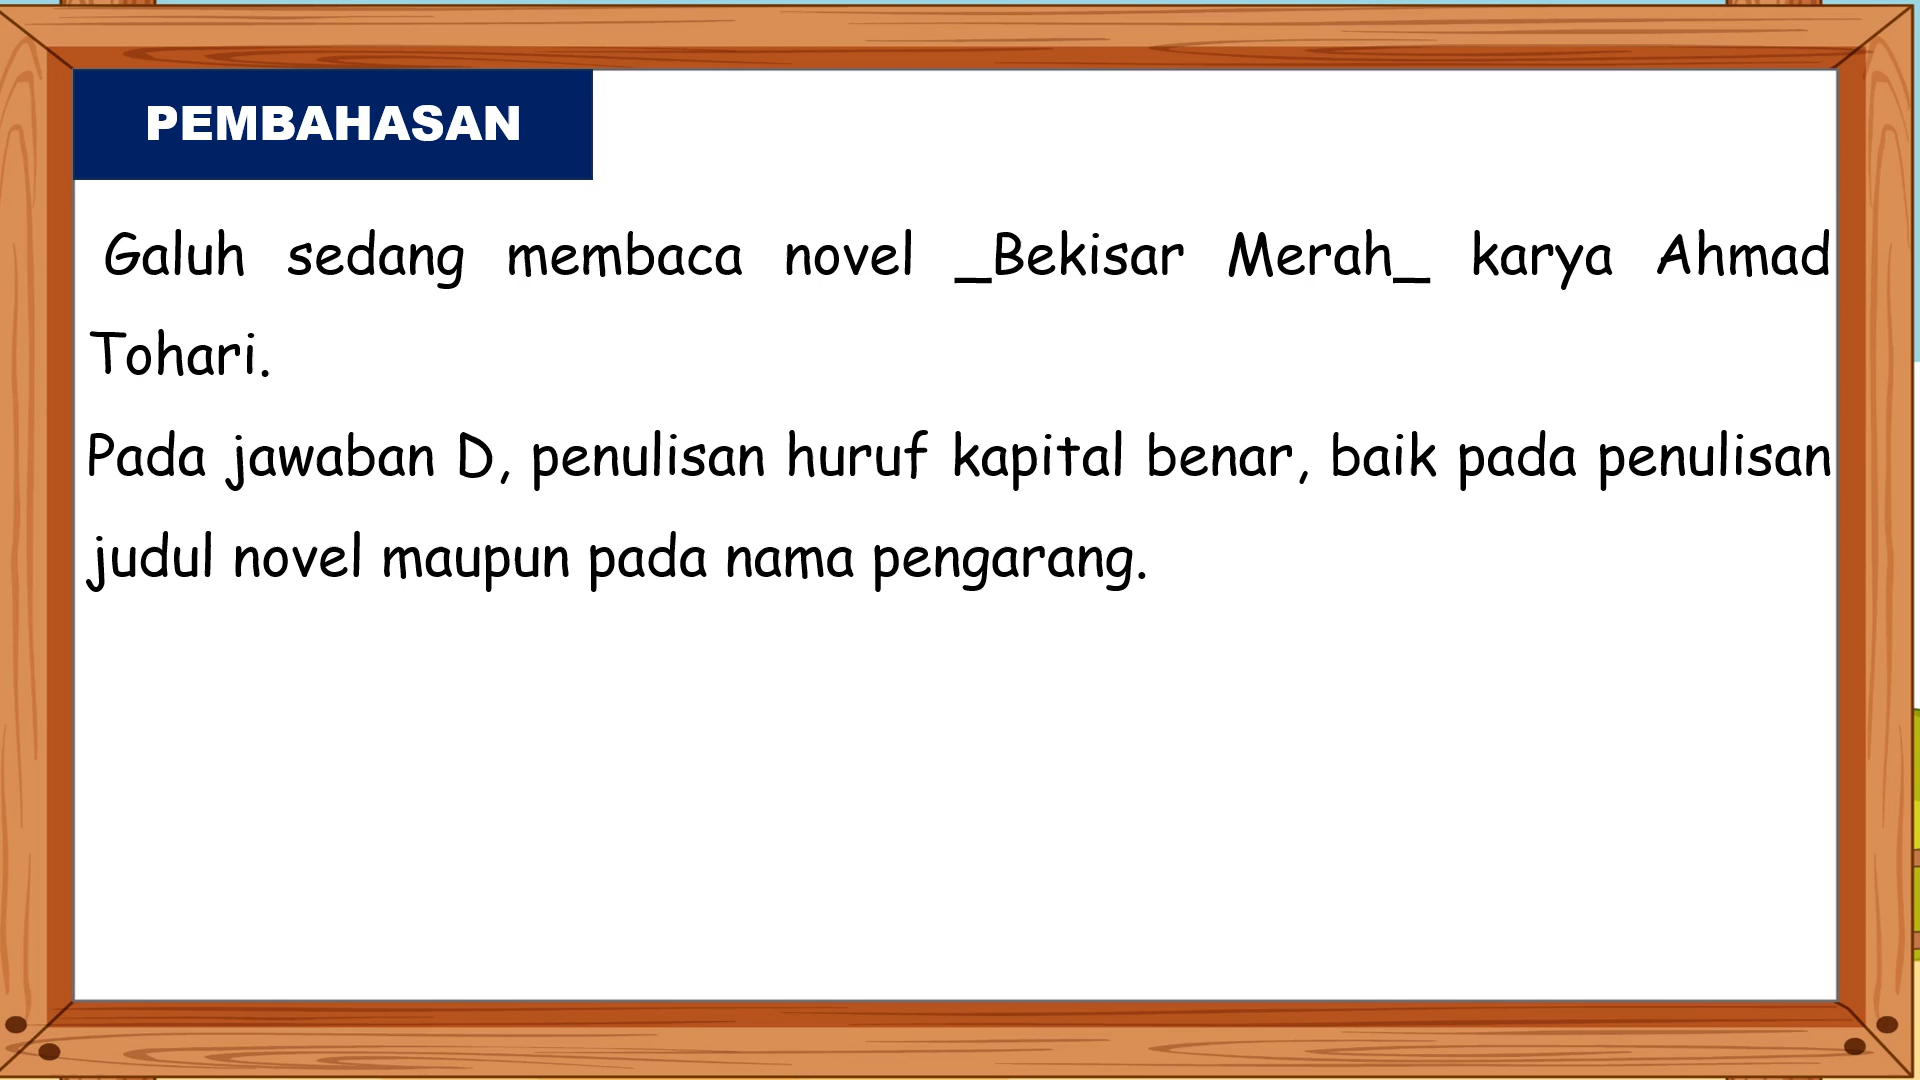 PEMBAHASAN
Galuh sedang membaca novel _Bekisar Merah_ karya Ahmad
Tohari.
Pada jawaban D, penulisan huruf kapital benar, baik pada penulisan
judul novel maupun pada nama pengarang.